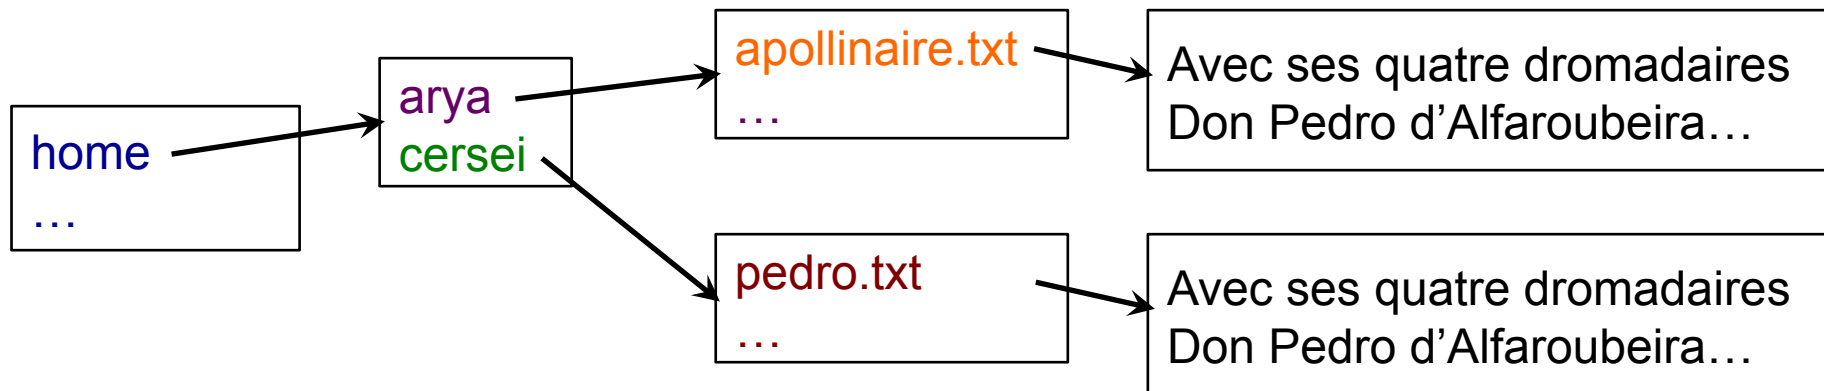 home
…
arya
cersei
apollinaire.txt
…
Avec ses quatre dromadaires
Don Pedro d’Alfaroubeira…
pedro.txt
…
Avec ses quatre dromadaires
Don Pedro d’Alfaroubeira…